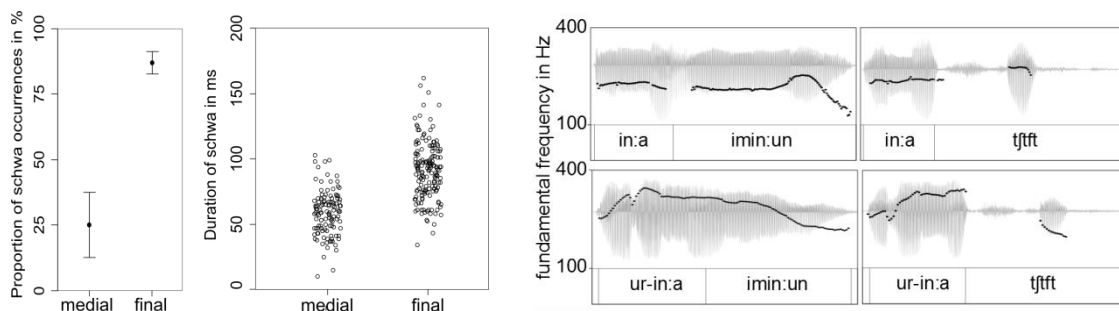 Proportion of schwa occurrences in %
100
75
50
25
0
medial final
Duration of schwa in ms
200
150
100
50
0
medial final
fundamental frequency in Hz
400
100
in:a imin:un
in:a tʃtft
400
100
ur-in:a imin:un
ur-in:a tʃtft